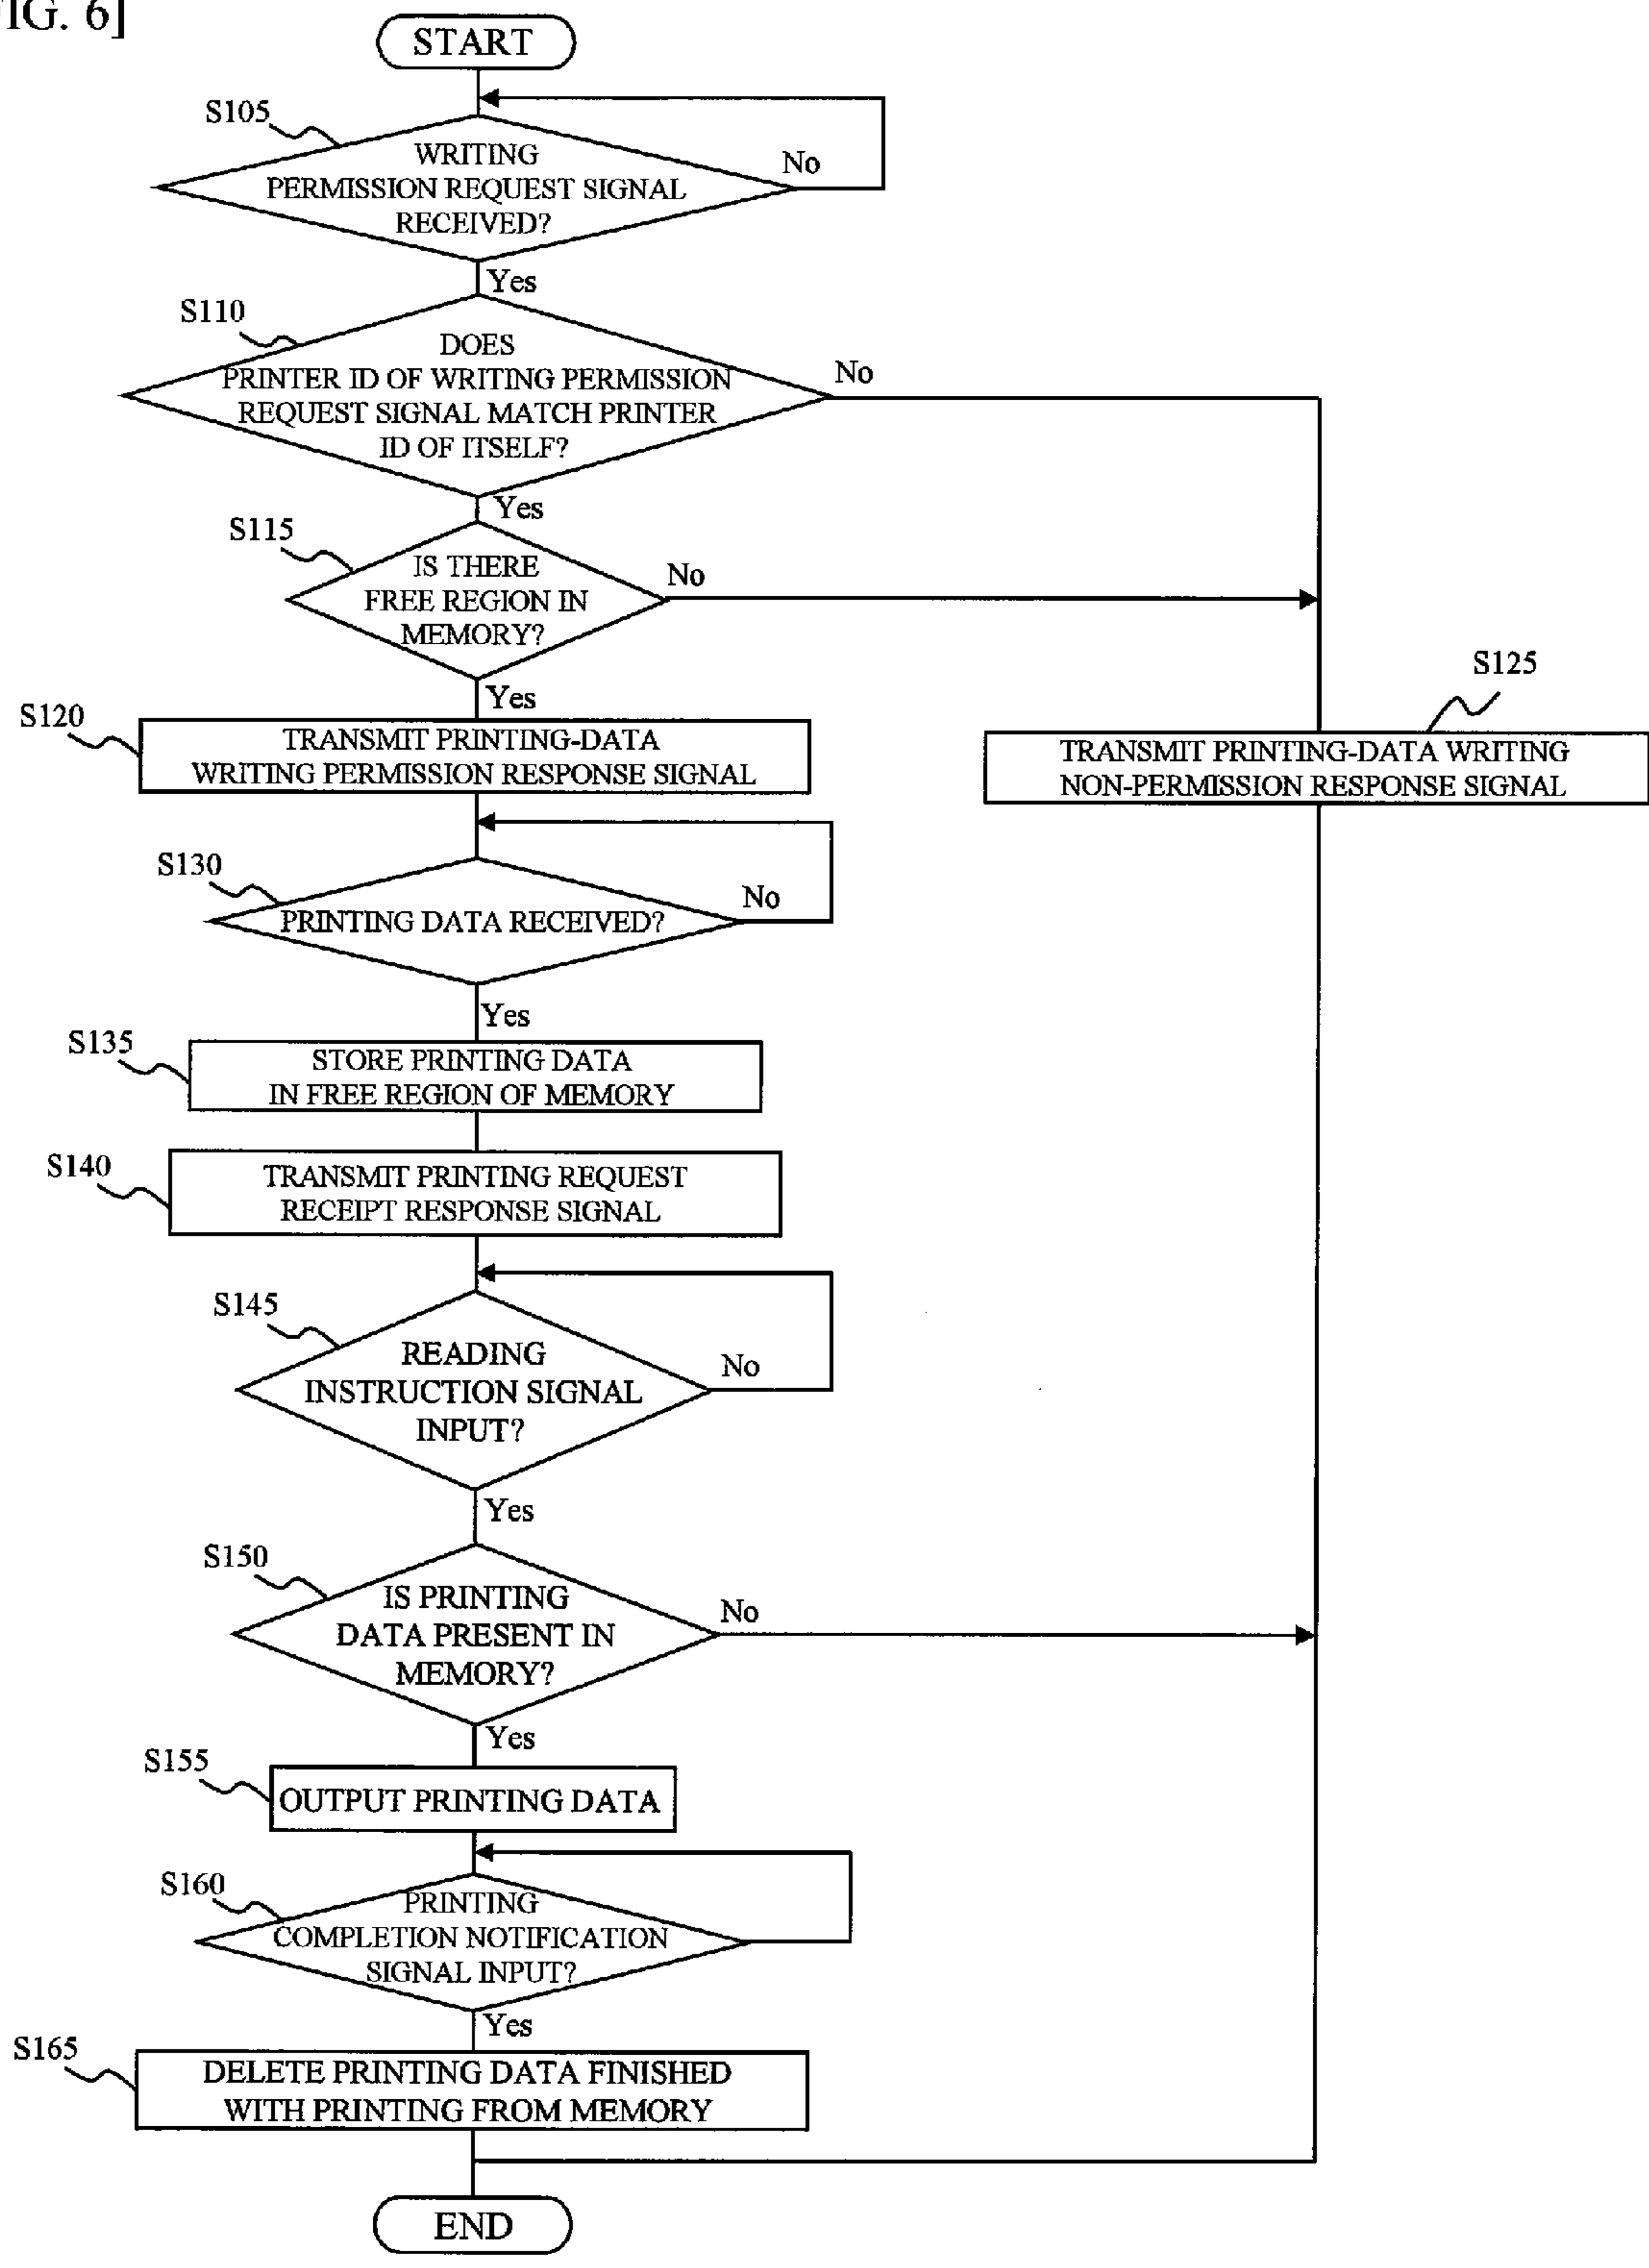 FIG. 6]
START
S105
WRITING
PERMISSION REQUEST SIGNAL
RECEIVED?
No
Yes
S110
DOES
PRINTER ID OF WRITING PERMISSION
REQUEST SIGNAL MATCH PRINTER
ID OF ITSELF?
No
Yes
S115
IS THERE
FREE REGION IN
MEMORY?
No
Yes
S120
TRANSMIT PRINTING-DATA
WRITING PERMISSION RESPONSE SIGNAL
S125
TRANSMIT PRINTING-DATA WRITING
NON-PERMISSION RESPONSE SIGNAL
S130
PRINTING DATA RECEIVED?
No
Yes
S135
STORE PRINTING DATA
IN FREE REGION OF MEMORY
S140
TRANSMIT PRINTING REQUEST
RECEIPT RESPONSE SIGNAL
S145
READING
INSTRUCTION SIGNAL
INPUT?
No
Yes
S150
IS PRINTING
DATA PRESENT IN
MEMORY?
No
Yes
S155
OUTPUT PRINTING DATA
S160
PRINTING
COMPLETION NOTIFICATION
SIGNAL INPUT?
Yes
S165
DELETE PRINTING DATA FINISHED
WITH PRINTING FROM MEMORY
END